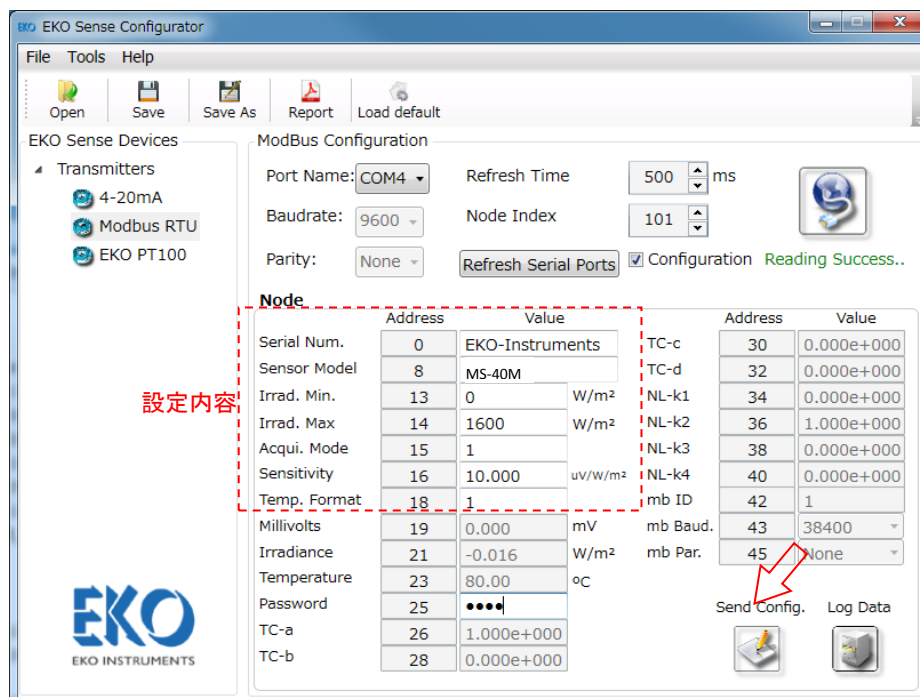 EKO EKO Sense Configurator
File Tools Help
Open Save Save As Report Load default
EKO Sense Devices
Transmitters
4-20mA
Modbus RTU
EKO PT100
ModBus Configuration
Port Name: COM4 Refresh Time 500 ms
Baudrate: 9600 Node Index 101
Parity: None Refresh Serial Ports Configuration Reading Success..
Node
Address Value Address Value
Serial Num. 0 EKO-Instruments TC-c 30 0.000e+000
Sensor Model 8 MS-40M TC-d 32 0.000e+000
設定内容
Irrad. Min. 13 0 W/m² NL-k1 34 0.000e+000
Irrad. Max 14 1600 W/m² NL-k2 36 1.000e+000
Acqui. Mode 15 1 NL-k3 38 0.000e+000
Sensitivity 16 10.000 uV/W/m² NL-k4 40 0.000e+000
Temp. Format 18 1 mb ID 42 1
Millivolts 19 0.000 mV mb Baud. 43 38400
Irradiance 21 -0.016 W/m² mb Par. 45 None
Temperature 23 80.00 ºC
Password 25 ●●●●
TC-a 26 1.000e+000
TC-b 28 0.000e+000
Send Config. Log Data
EKO
EKO INSTRUMENTS